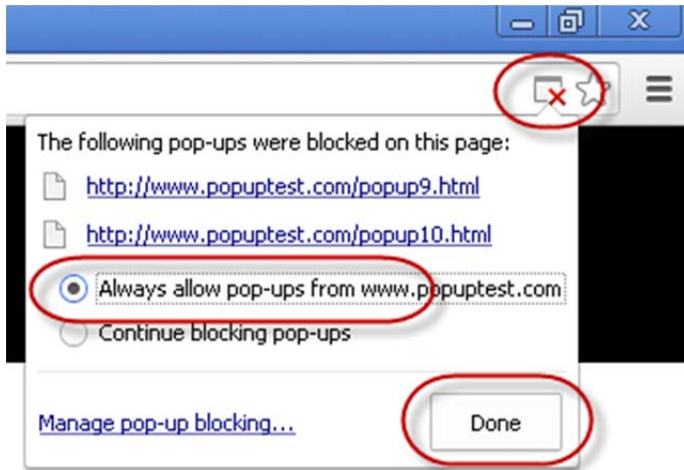 The following pop-ups were blocked on this page:
http://www.popuptest.com/popup9.html
http://www.popuptest.com/popup10.html
Always allow pop-ups from www.popuptest.com
Continue blocking pop-ups
Manage pop-up blocking...
Done